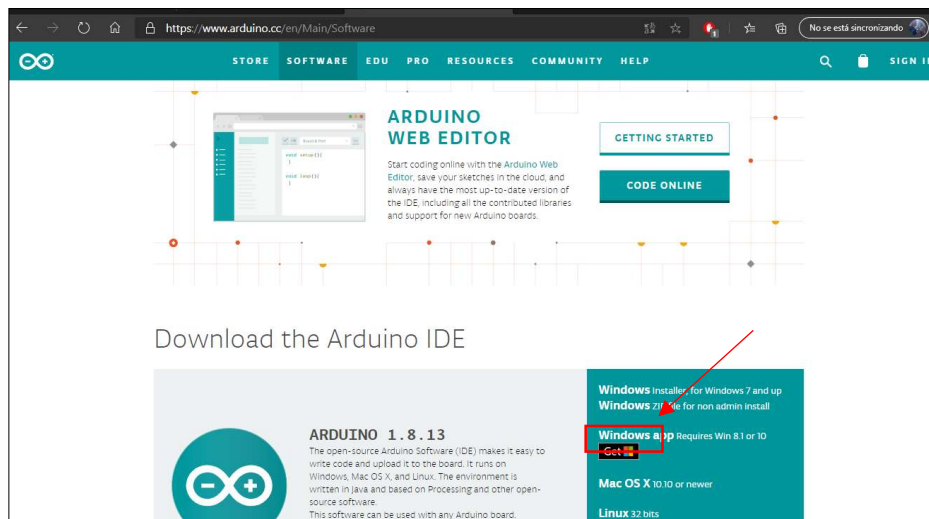 https://www.arduino.cc/en/Main/Software
No se está sincronizando
STORE SOFTWARE EDU PRO RESOURCES COMMUNITY HELP
SIGN I
ARDUINO
WEB EDITOR
Start coding online with the Arduino Web
Editor, save your sketches in the cloud, and
always have the most up-to-date version of
the IDE, including all the contributed libraries
and support for new Arduino boards.
GETTING STARTED
CODE ONLINE
void setup(){
}
void loop(){
}
Download the Arduino IDE
ARDUINO 1.8.13
The open-source Arduino Software (IDE) makes it easy to
write code and upload it to the board. It runs on
Windows, Mac OS X, and Linux. The environment is
written in Java and based on Processing and other open-
source software.
This software can be used with any Arduino board.
Windows Installer, for Windows 7 and up
Windows ZIP file for non admin install
Windows app Requires Win 8.1 or 10
Get
Mac OS X 10.10 or newer
Linux 32 bits